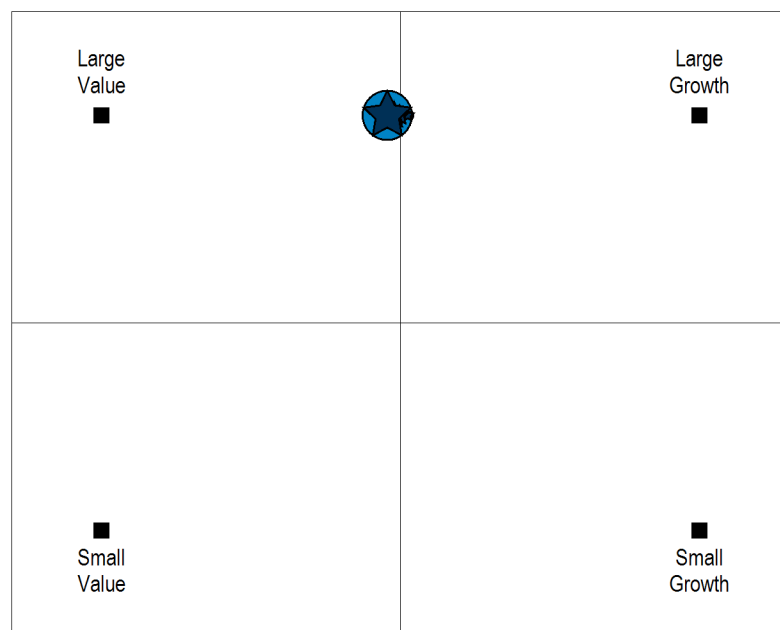 Large
Value
Large
Growth
Small
Value
Small
Growth